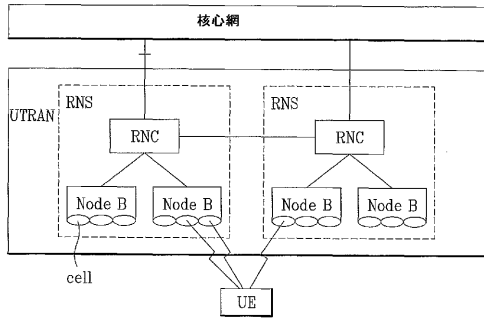 核心網
UTRAN
RNS
RNS
RNC
RNC
Node B
Node B
Node B
Node B
cell
UE